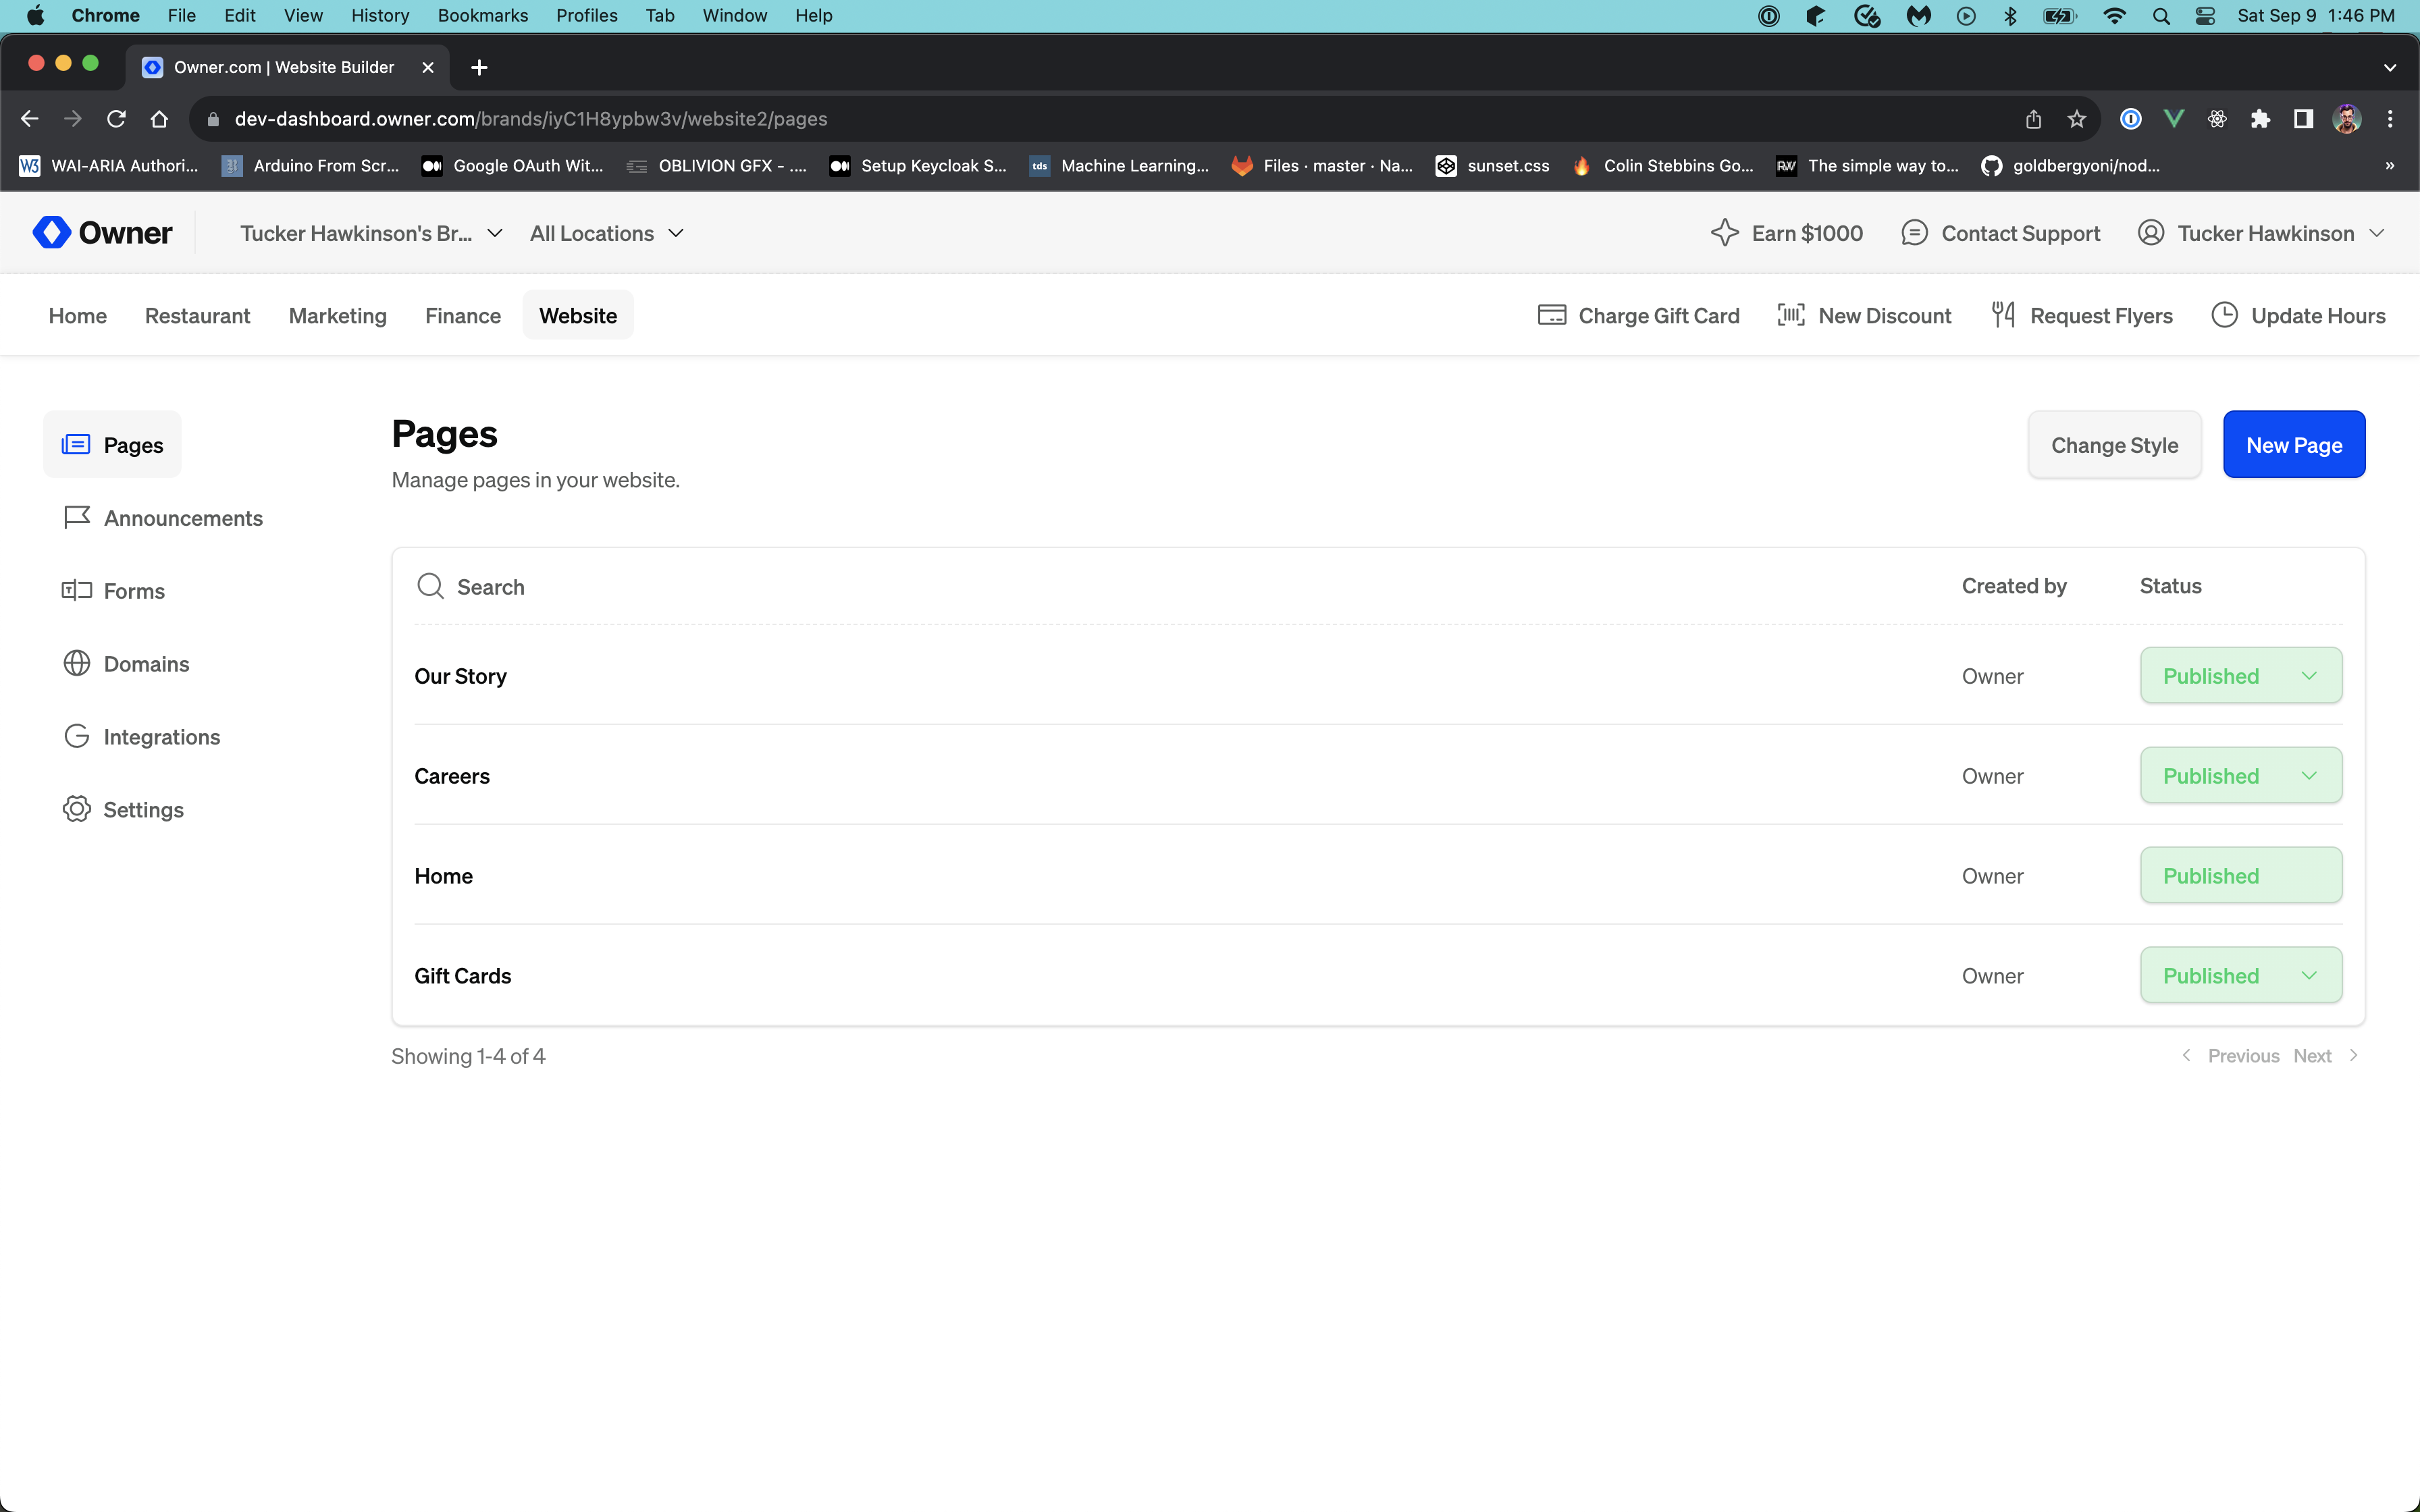 Chrome File Edit View History Bookmarks Profiles Tab Window Help Sat Sep 9 1:46 PM
Owner.com | Website Builder
dev-dashboard.owner.com/brands/iyC1H8ypbw3v/website2/pages
W3 WAI-ARIA Authori... Arduino From Scr... Google OAuth Wit... OBLIVION GFX - .... Setup Keycloak S... tds Machine Learning... Files · master · Na... sunset.css Colin Stebbins Go... RW The simple way to... goldbergyoni/nod... »
Owner Tucker Hawkinson's Br... All Locations Earn $1000 Contact Support Tucker Hawkinson
Home Restaurant Marketing Finance Website Charge Gift Card New Discount Request Flyers Update Hours
Pages
Announcements
Forms
Domains
Integrations
Settings
Pages
Manage pages in your website.
Change Style New Page
Search Created by Status
Our Story Owner Published
Careers Owner Published
Home Owner Published
Gift Cards Owner Published
Showing 1-4 of 4 Previous Next